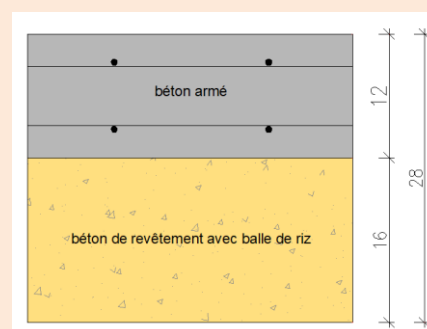 béton armé
12
28
béton de revêtement avec balle de riz
16